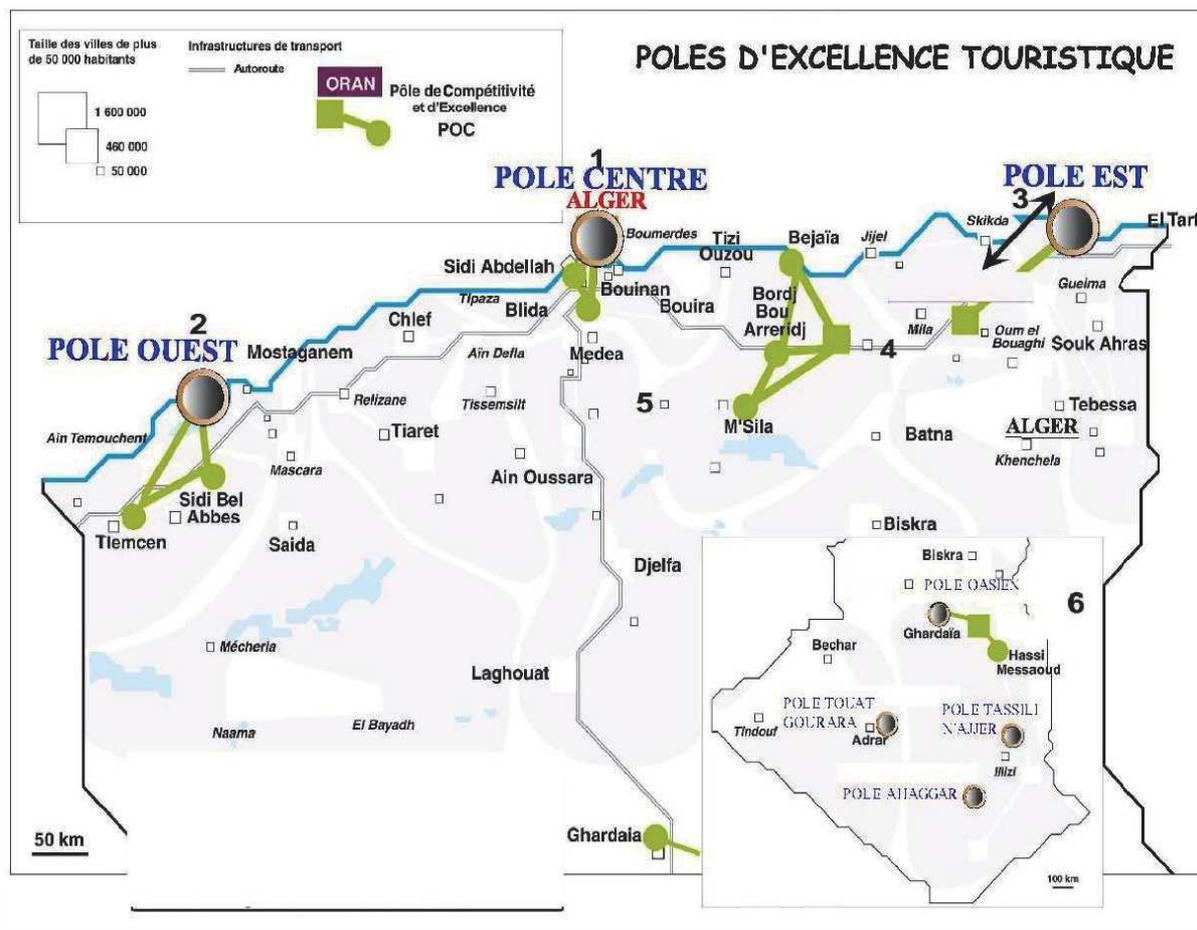 POLES D'EXCELLENCE TOURISTIQUE
Taille des villes de plus
de 50 000 habitants
1 600 000
460 000
50 000
Infrastructures de transport
Autoroute
ORAN
Pôle de Compétitivité
et d'Excellence
POC
1
POLE CENTRE
ALGER
POLE EST
3
Skikda
El Tarf
Boumerdes
Tizi
Ouzou
Bejaïa
Jijel
Sidi Abdellah
Bouinan
Tipaza
Blida
Bouira
Bordj
Bou
Arreridj
Gueima
Mila
Oum el
Bouaghi
Souk Ahras
4
2
POLE OUEST
Mostaganem
Chlef
Aïn Defla
Medea
Relizane
Tissemsilt
5
M'Sila
Tebessa
ALGER
Khenchela
Batna
Ain Temouchent
Tiaret
Mascara
Ain Oussara
Sidi Bel
Abbes
Tlemcen
Saida
Biskra
Djelfa
Mécheria
Laghouat
Naama
El Bayadh
Ghardaia
50 km
Biskra
POLE OASIEN
6
Ghardaïa
Hassi
Messaoud
Bechar
POLE TOUAT
GOURARA
Adrar
Tindouf
POLE TASSILI
N'AJJER
Illizi
POLE AHAGGAR
100 km